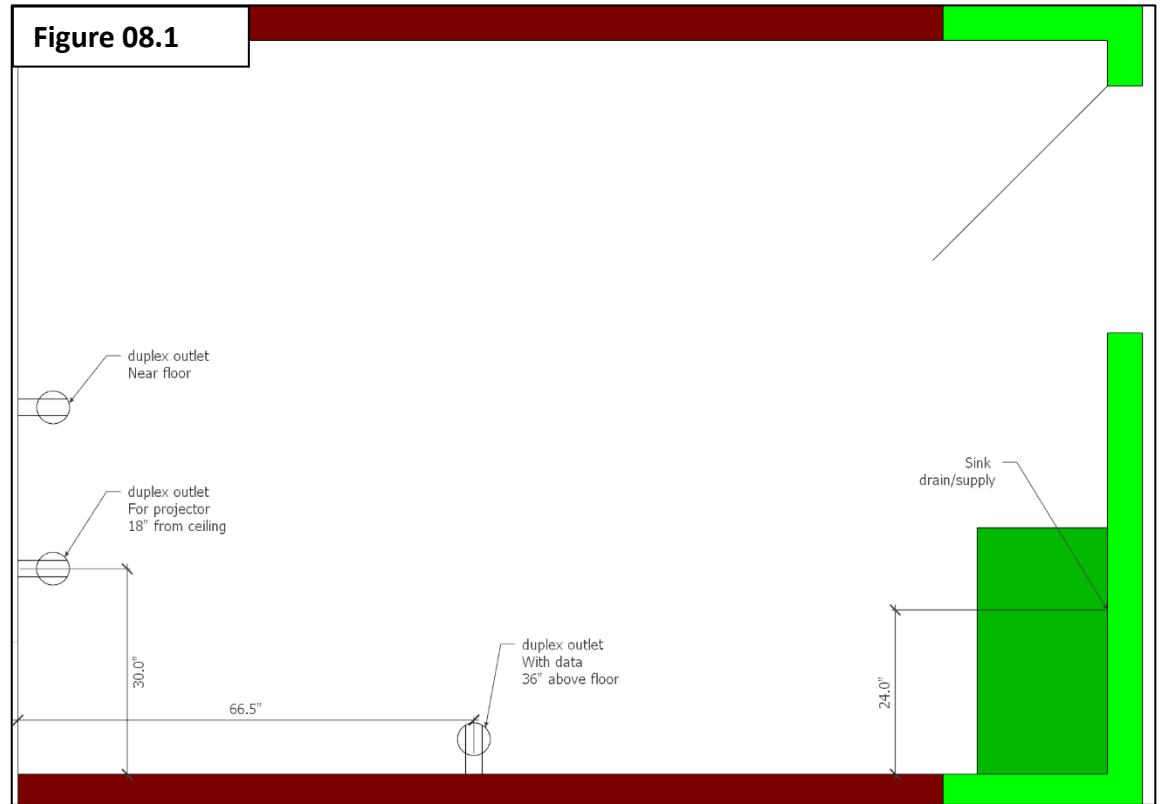 Figure 08.1
duplex outlet
Near floor
duplex outlet
For projector
18" from ceiling
Sink
drain/supply
30.0"
66.5"
duplex outlet
With data
36" above floor
24.0"